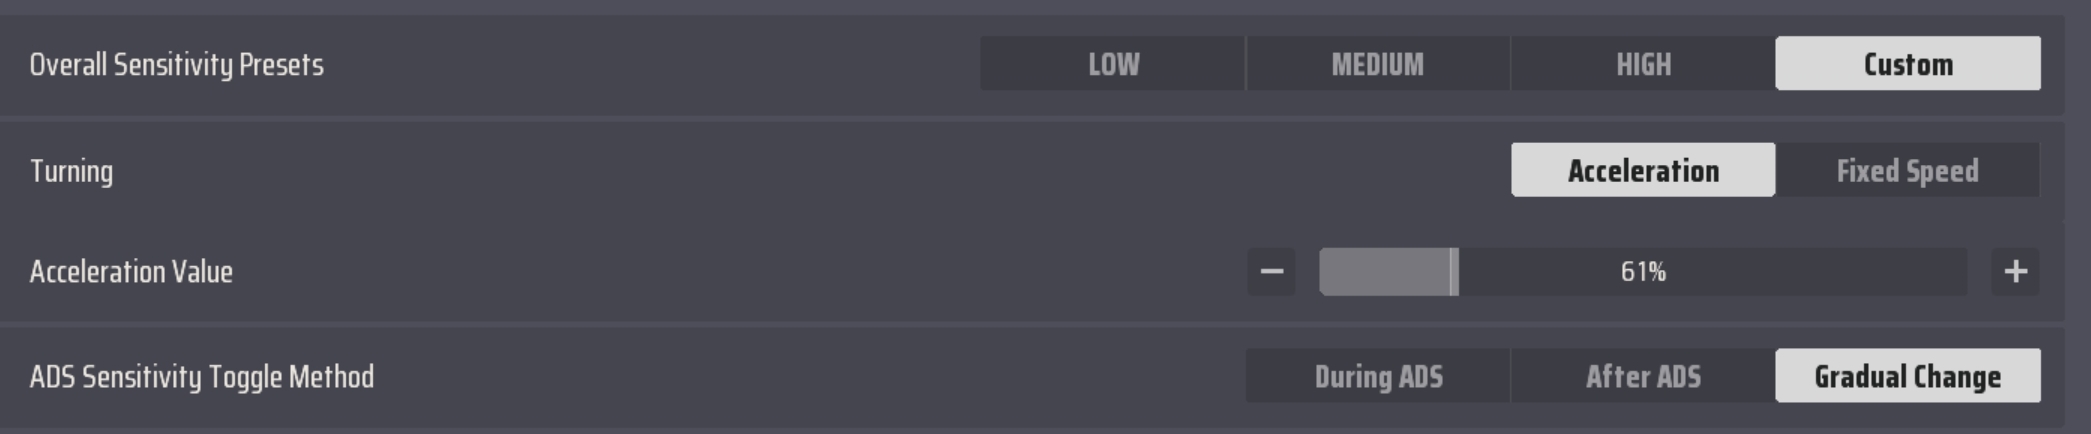 Overall Sensitivity Presets LOW MEDIUM HIGH Custom
Turning Acceleration Fixed Speed
Acceleration Value − 61% +
ADS Sensitivity Toggle Method During ADS After ADS Gradual Change